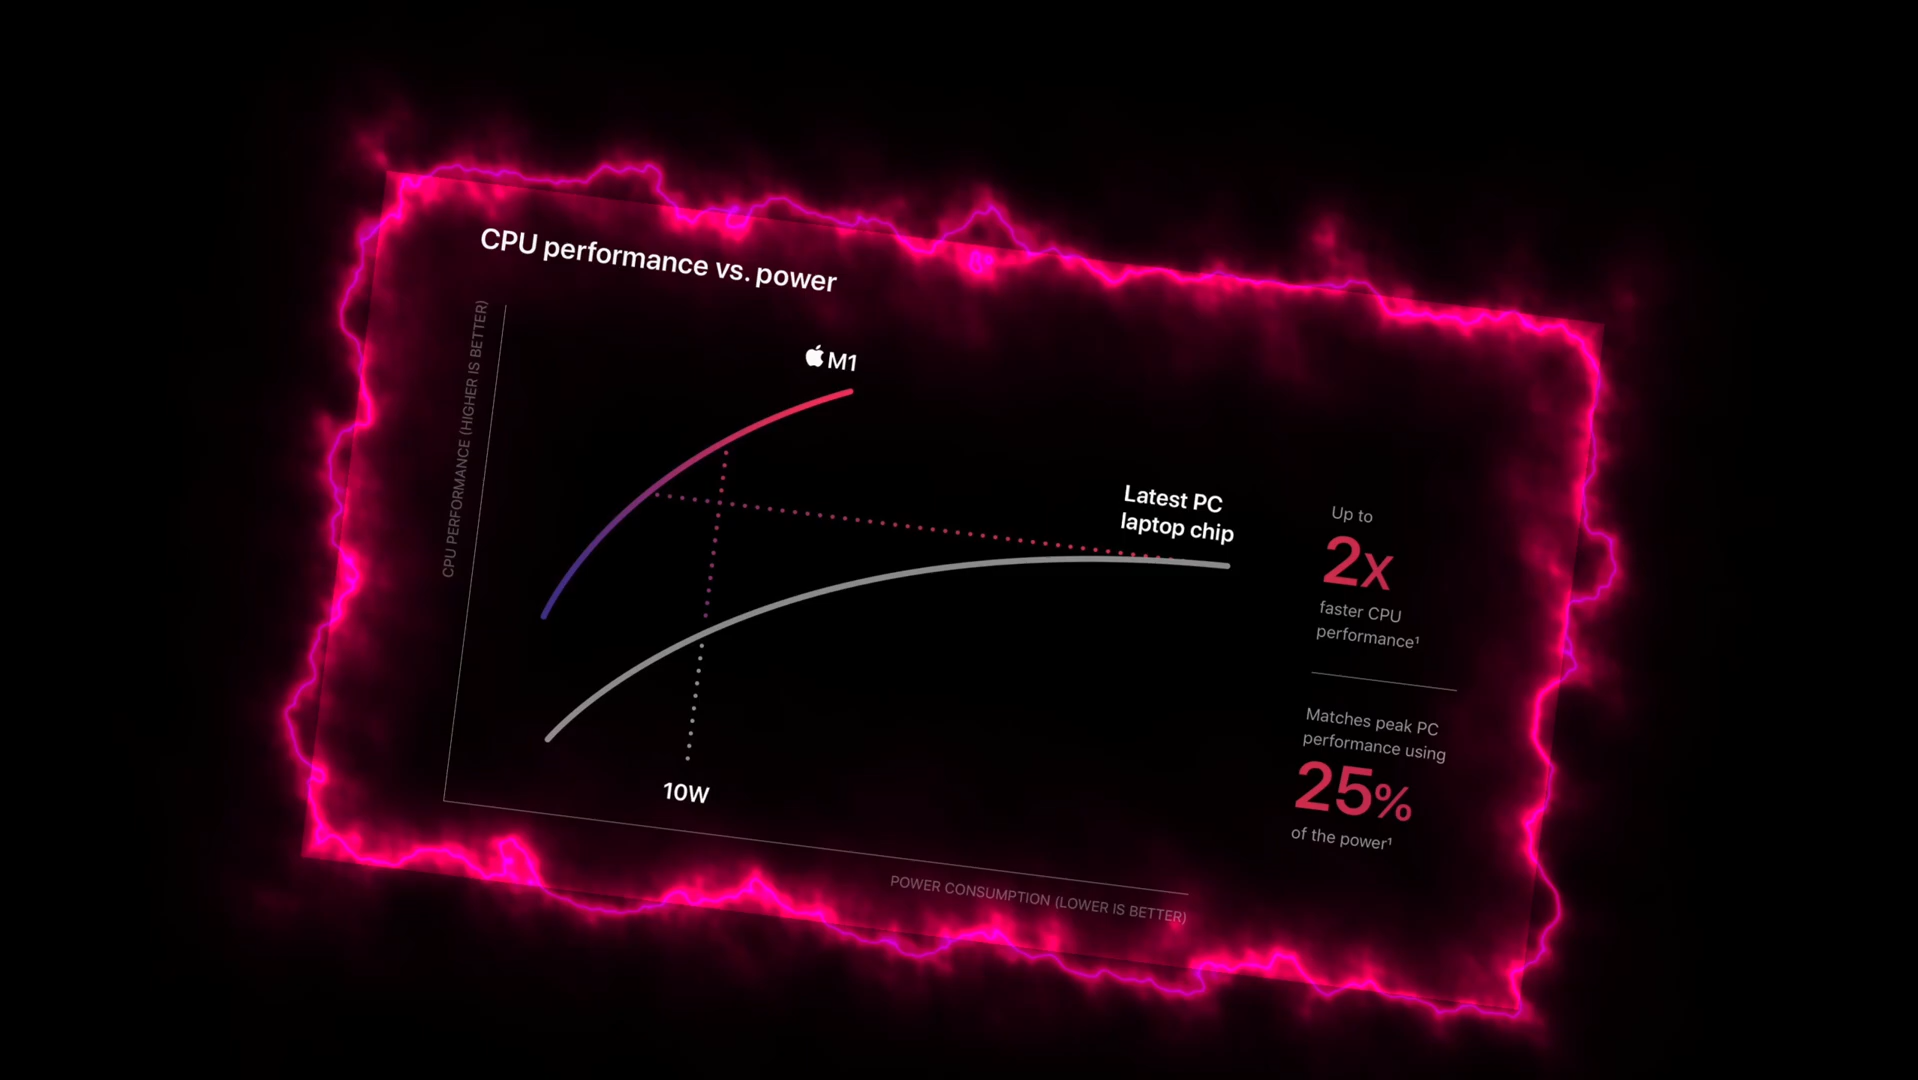 CPU performance vs. power
CPU PERFORMANCE (HIGHER IS BETTER)
M1
Latest PC
laptop chip
10W
POWER CONSUMPTION (LOWER IS BETTER)
Up to
2x
faster CPU
performance¹
Matches peak PC
performance using
25%
of the power¹